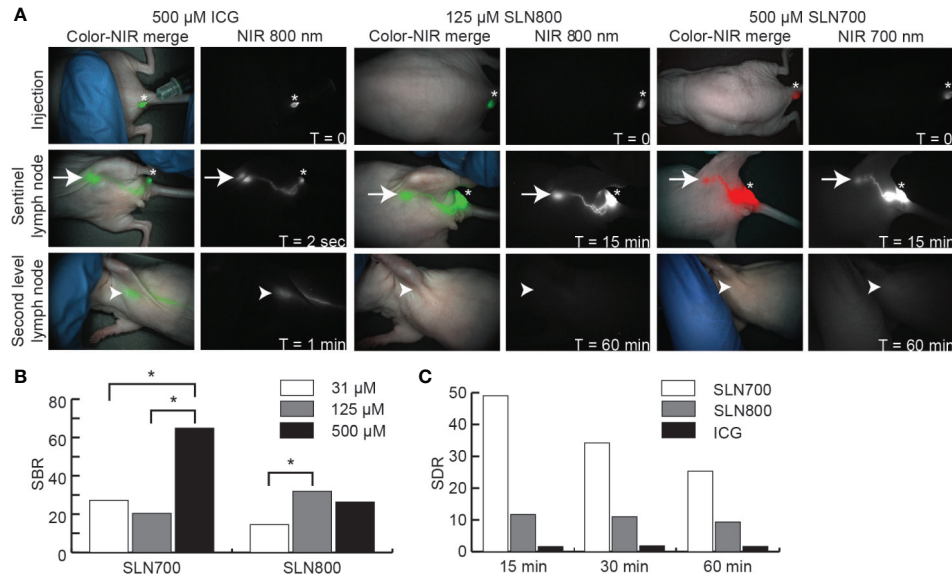 A
500 µM ICG
125 µM SLN800
500 µM SLN700
Color-NIR merge
NIR 800 nm
Color-NIR merge
NIR 800 nm
Color-NIR merge
NIR 700 nm
Injection
*
*
T = 0
*
*
T = 0
*
*
T = 0
Sentinel
lymph node
*
*
T = 2 sec
*
*
T = 15 min
*
*
T = 15 min
Second level
lymph node
T = 1 min
T = 60 min
T = 60 min
B
SBR
80
60
40
20
0
*
*
*
31 µM
125 µM
500 µM
SLN700
SLN800
C
SDR
50
40
30
20
10
0
SLN700
SLN800
ICG
15 min
30 min
60 min